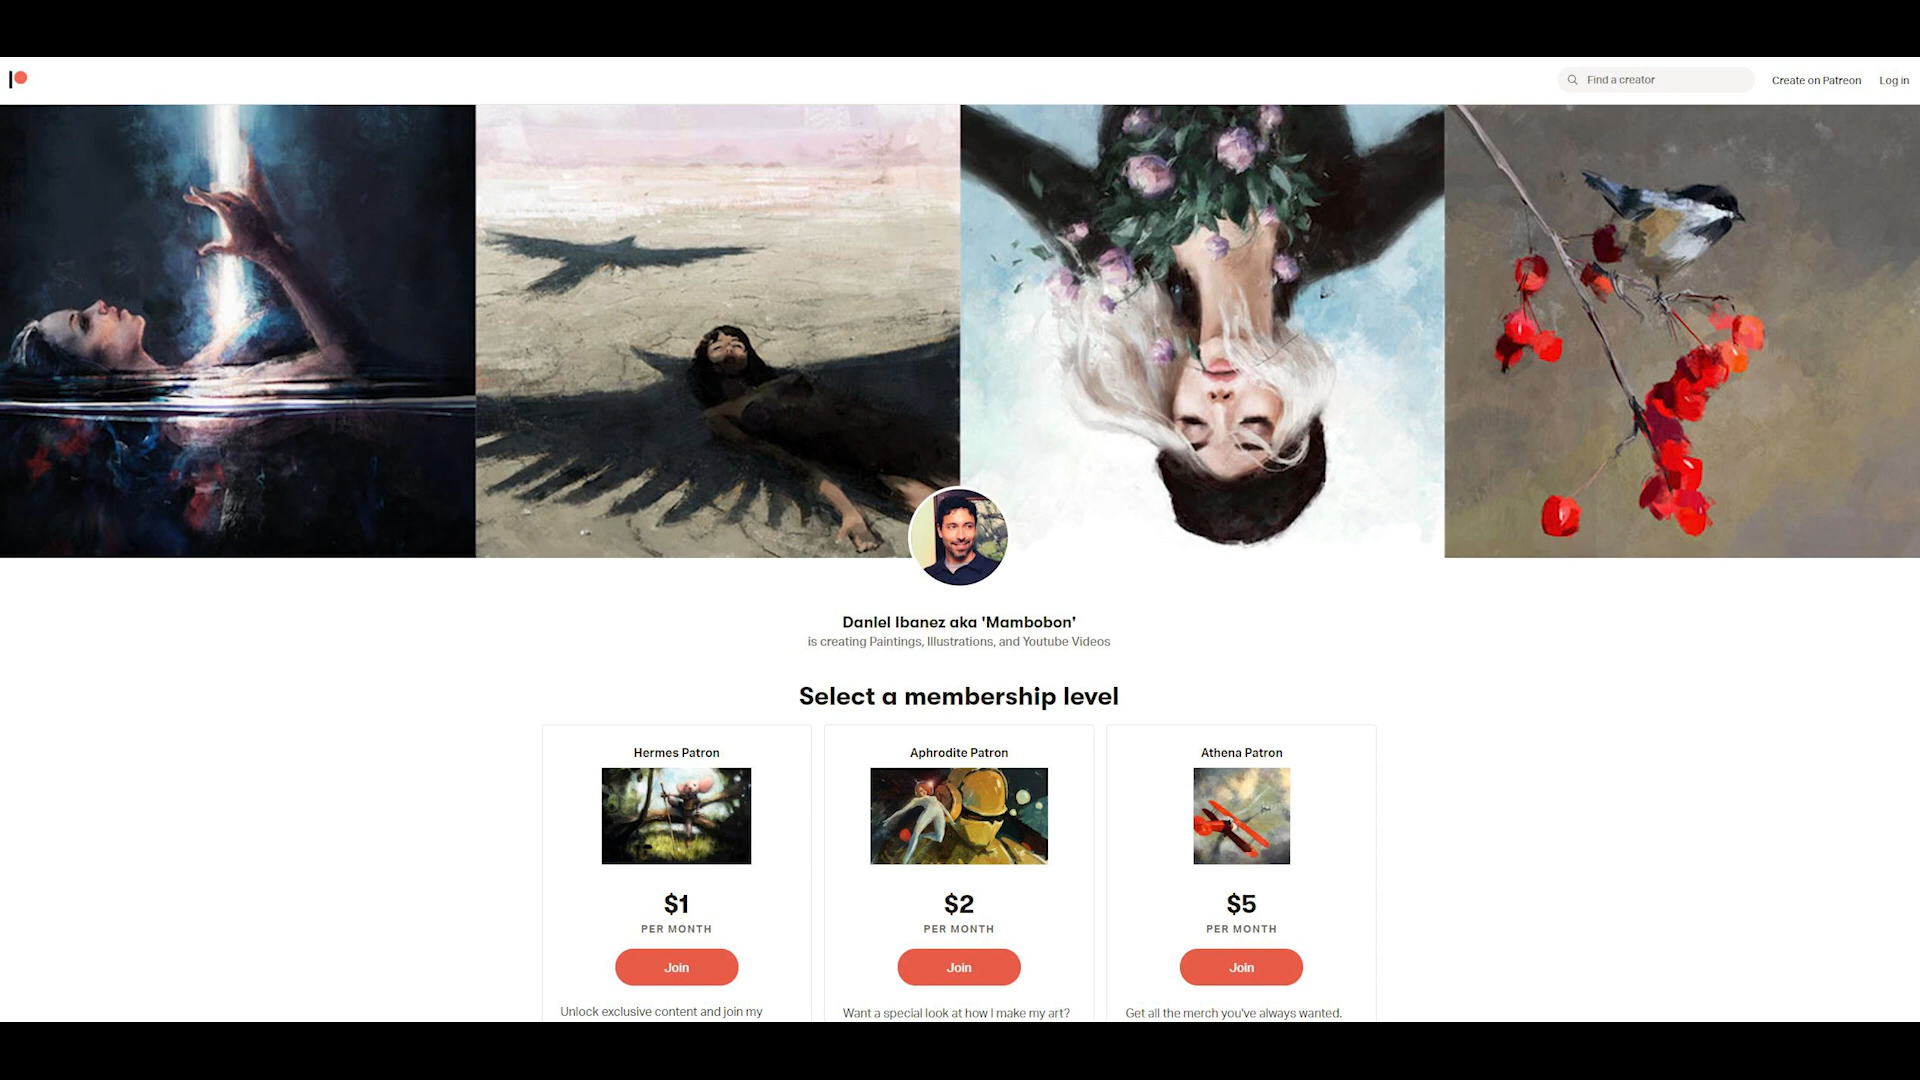 Find a creator
Create on Patreon
Log in
Daniel Ibanez aka 'Mambobon'
is creating Paintings, Illustrations, and Youtube Videos
Select a membership level
Hermes Patron
$1
PER MONTH
Join
Unlock exclusive content and join my
Aphrodite Patron
$2
PER MONTH
Join
Want a special look at how I make my art?
Athena Patron
$5
PER MONTH
Join
Get all the merch you've always wanted.